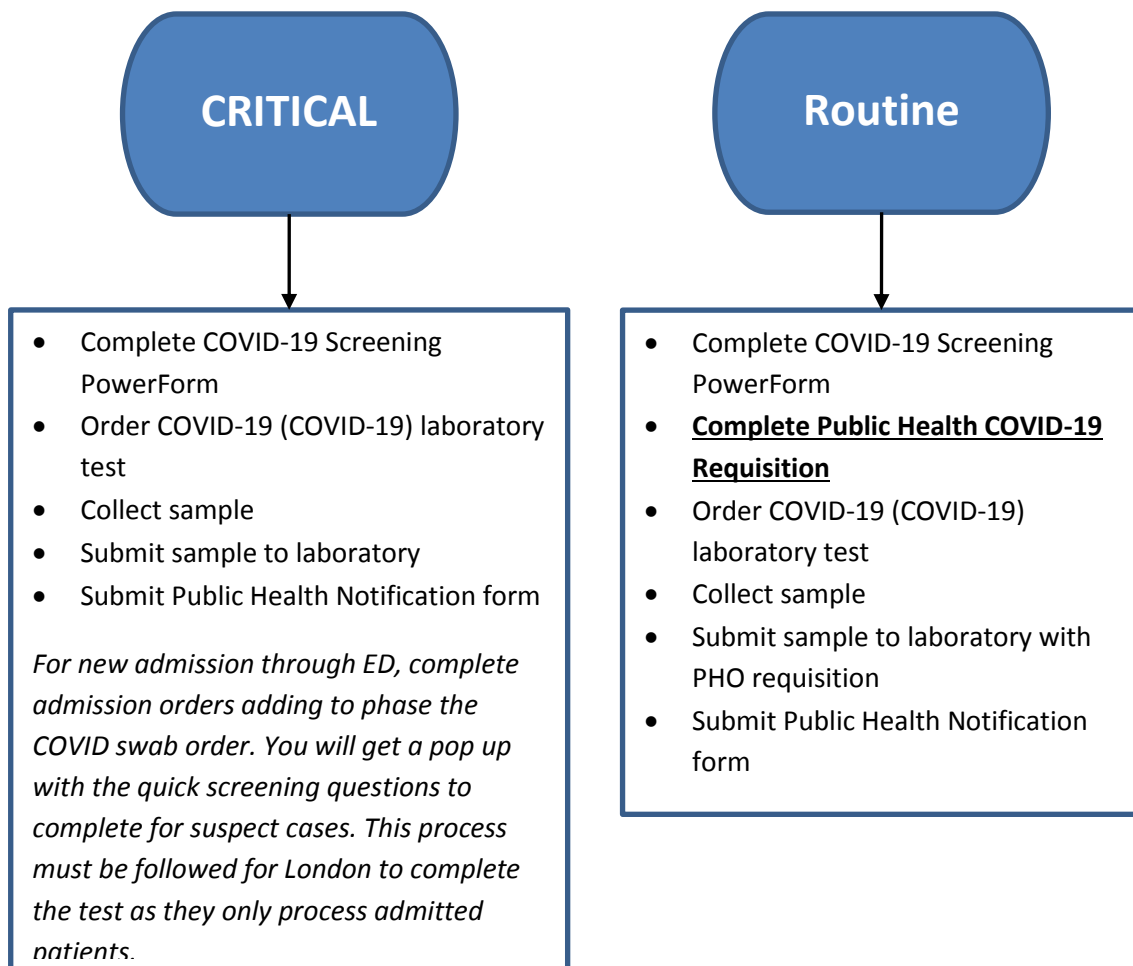 CRITICAL
• Complete COVID-19 Screening
PowerForm
• Order COVID-19 (COVID-19) laboratory
test
• Collect sample
• Submit sample to laboratory
• Submit Public Health Notification form
For new admission through ED, complete
admission orders adding to phase the
COVID swab order. You will get a pop up
with the quick screening questions to
complete for suspect cases. This process
must be followed for London to complete
the test as they only process admitted
patients.
Routine
• Complete COVID-19 Screening
PowerForm
• Complete Public Health COVID-19
Requisition
• Order COVID-19 (COVID-19)
laboratory test
• Collect sample
• Submit sample to laboratory with
PHO requisition
• Submit Public Health Notification
form